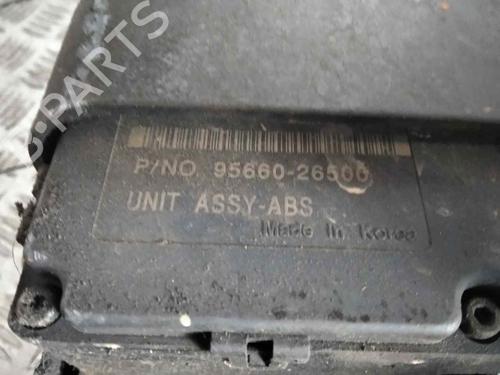 P/NO. 95660-26500
UNIT ASSY-ABS
Made In Korea
B-PARTS